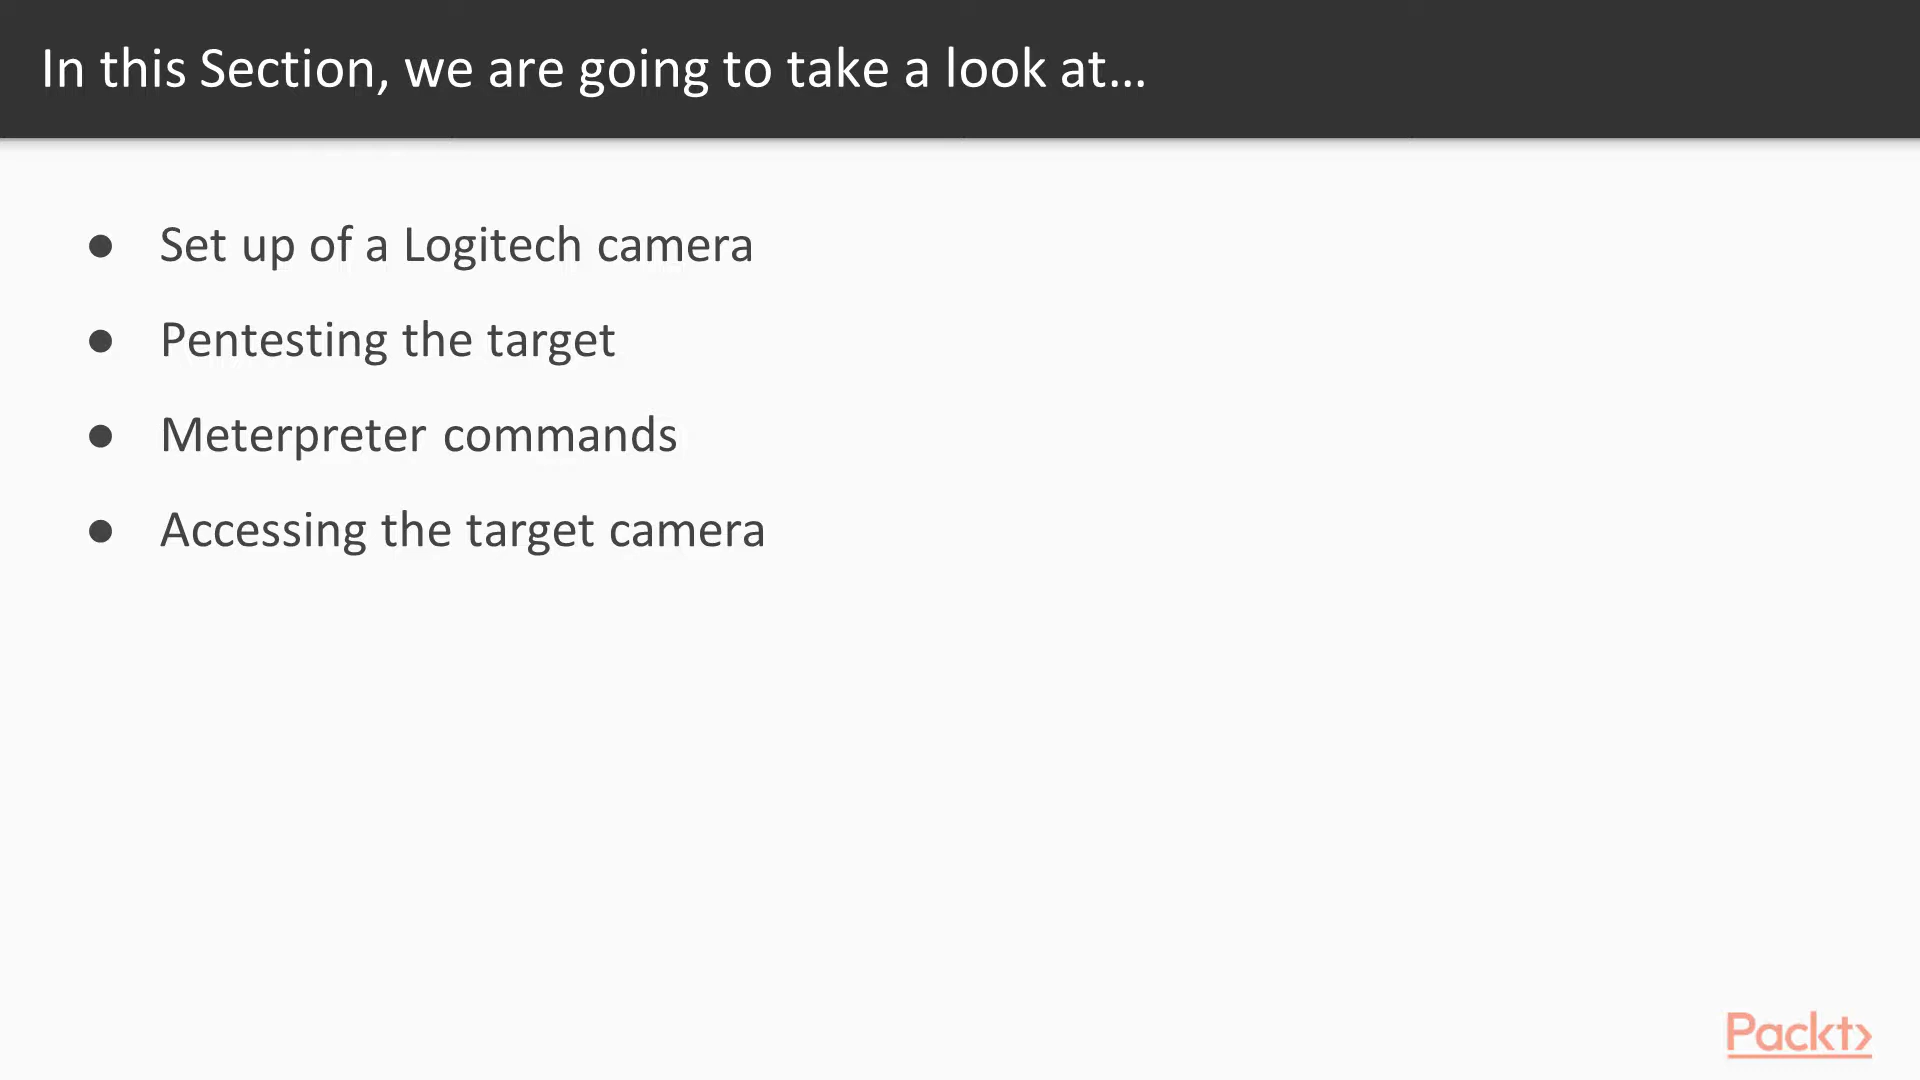 In this Section, we are going to take a look at...
● Set up of a Logitech camera
● Pentesting the target
● Meterpreter commands
● Accessing the target camera
Packt>